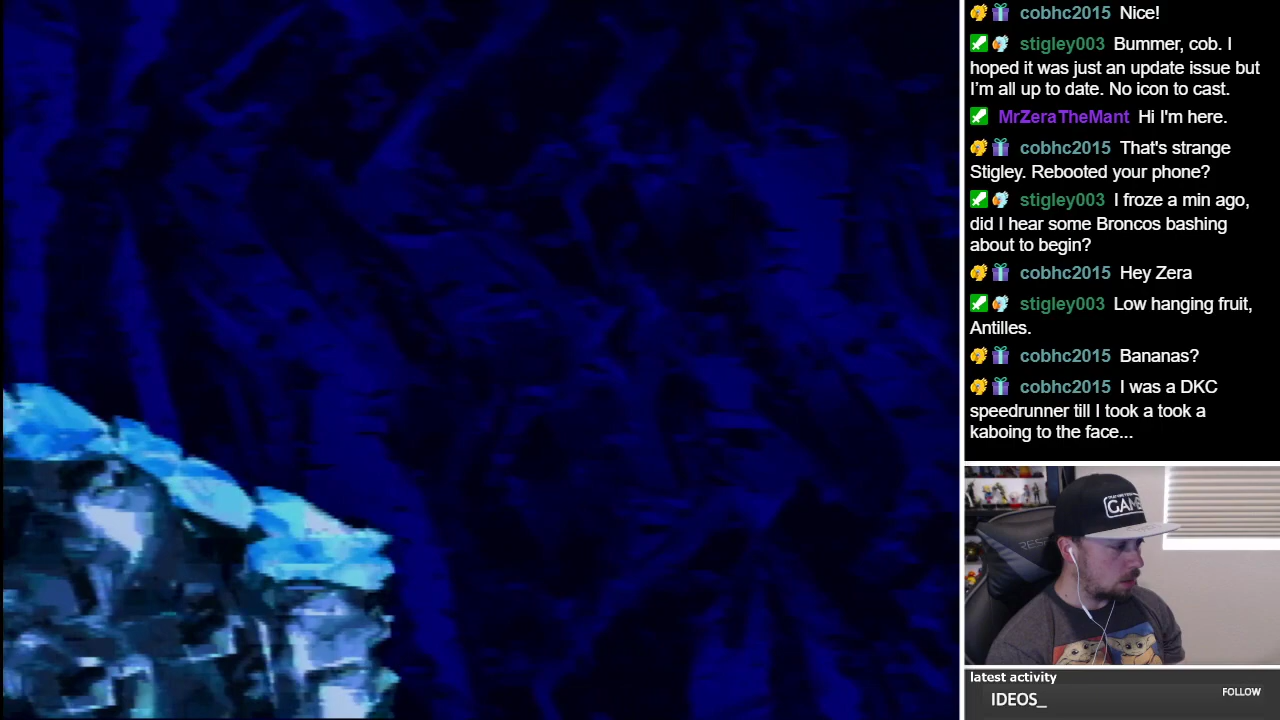 cobhc2015 Nice!
stigley003 Bummer, cob. I
hoped it was just an update issue but
I'm all up to date. No icon to cast.
MrZeraTheMant Hi I'm here.
cobhc2015 That's strange
Stigley. Rebooted your phone?
stigley003 I froze a min ago,
did I hear some Broncos bashing
about to begin?
cobhc2015 Hey Zera
stigley003 Low hanging fruit,
Antilles.
cobhc2015 Bananas?
cobhc2015 I was a DKC
speedrunner till I took a took a
kaboing to the face...
latest activity
IDEOS_
FOLLOW